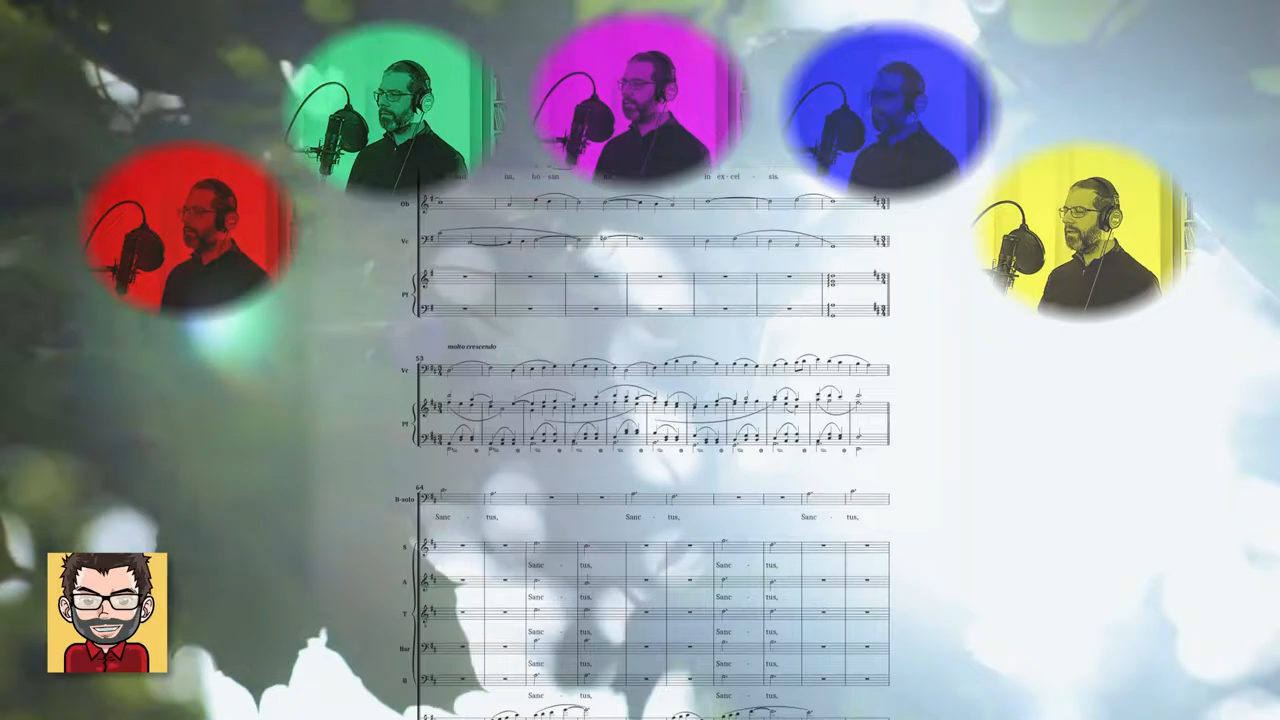 na, ho - san
in ex - cel - sis.
Ob
Vc
Pf
molto crescendo
53
Vc
Pf
64
B-solo
Sanc - tus, Sanc - tus, Sanc - tus,
S
Sanc - tus, Sanc - tus,
A
Sanc - tus, Sanc - tus,
T
Sanc - tus, Sanc - tus,
Bar
Sanc - tus, Sanc - tus,
B
Sanc - tus, Sanc - tus,